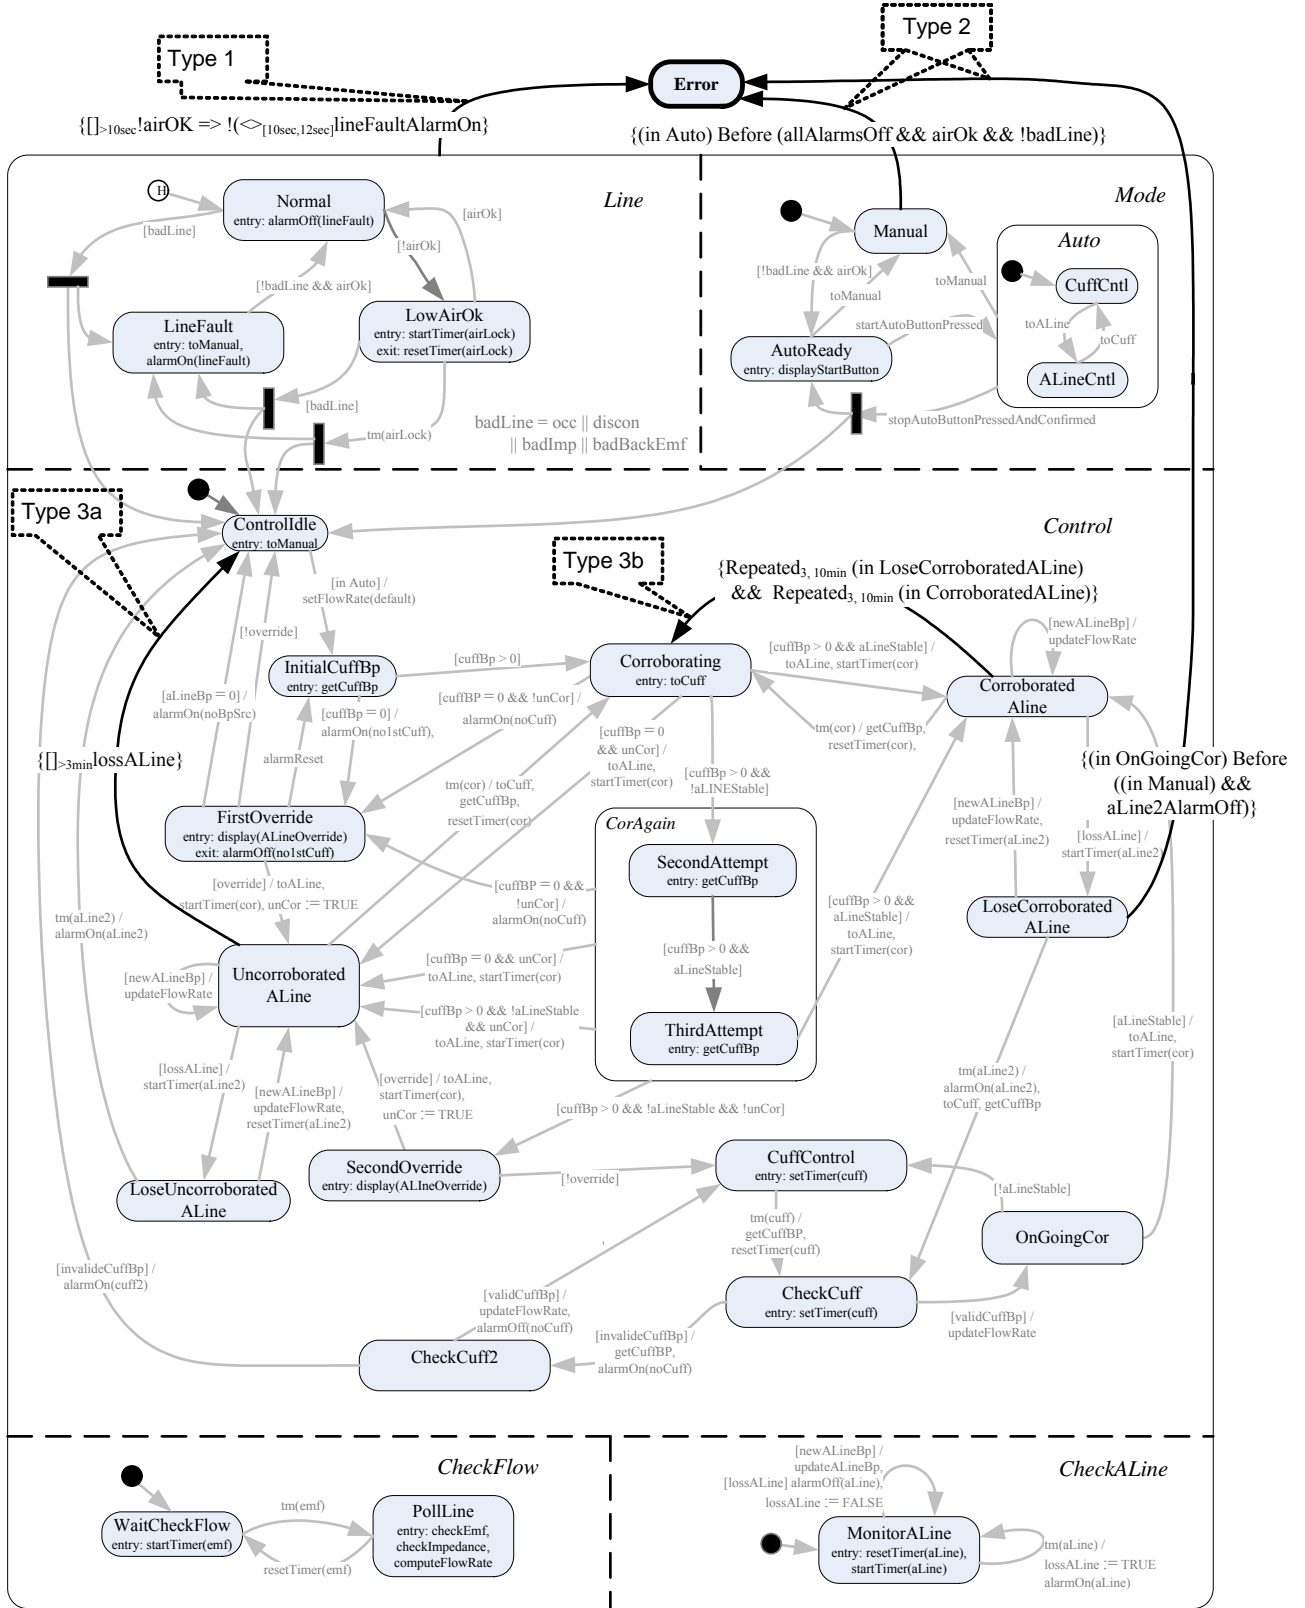 Type 1
Type 2
Error
{[]>10sec!airOK => !(<>[10sec,12sec]lineFaultAlarmOn}
{(in Auto) Before (allAlarmsOff && airOk && !badLine)}
H
Normal
entry: alarmOff(lineFault)
Line
[airOk]
[badLine]
[!airOk]
[!badLine && airOk]
LineFault
entry: toManual,
alarmOn(lineFault)
LowAirOk
entry: startTimer(airLock)
exit: resetTimer(airLock)
[badLine]
tm(airLock)
badLine = occ || discon
|| badImp || badBackEmf
Mode
Manual
Auto
[!badLine && airOk]
toManual
toManual
CuffCntl
toALine
toCuff
ALineCntl
startAutoButtonPressed
AutoReady
entry: displayStartButton
stopAutoButtonPressedAndConfirmed
Type 3a
ControlIdle
entry: toManual
Control
Type 3b
{Repeated3, 10min (in LoseCorroboratedALine)
&& Repeated3, 10min (in CorroboratedALine)}
[in Auto] /
setFlowRate(default)
[!override]
[newALineBp] /
updateFlowRate
InitialCuffBp
entry: getCuffBp
[cuffBp > 0]
Corroborating
entry: toCuff
[cuffBp > 0 && aLineStable] /
toALine, startTimer(cor)
Corroborated
Aline
[aLineBp = 0] /
alarmOn(noBpSrc)
[cuffBp = 0] /
alarmOn(no1stCuff),
[cuffBP = 0 && !unCor] /
alarmOn(noCuff)
[cuffBp = 0
&& unCor] /
toALine,
startTimer(cor)
tm(cor) / getCuffBp,
resetTimer(cor),
{[]>3minlossALine}
alarmReset
tm(cor) / toCuff,
getCuffBp,
resetTimer(cor)
[cuffBp > 0 &&
!aLINEStable]
{(in OnGoingCor) Before
((in Manual) &&
aLine2AlarmOff)}
[newALineBp] /
updateFlowRate,
resetTimer(aLine2)
[lossALine] /
startTimer(aLine2)
FirstOverride
entry: display(ALineOverride)
exit: alarmOff(no1stCuff)
CorAgain
SecondAttempt
entry: getCuffBp
[override] / toALine,
startTimer(cor), unCor := TRUE
[cuffBP = 0 &&
!unCor] /
alarmOn(noCuff)
[cuffBp > 0 &&
aLineStable] /
toALine,
startTimer(cor)
LoseCorroborated
ALine
tm(aLine2) /
alarmOn(aLine2)
[cuffBp > 0 &&
aLineStable]
[newALineBp] /
updateFlowRate
Uncorroborated
ALine
[cuffBp = 0 && unCor] /
toALine, startTimer(cor)
[cuffBp > 0 && !aLineStable
&& unCor] /
toALine, starTimer(cor)
ThirdAttempt
entry: getCuffBp
[aLineStable] /
toALine,
startTimer(cor)
[lossALine] /
startTimer(aLine2)
[newALineBp] /
updateFlowRate,
resetTimer(aLine2)
[override] / toALine,
startTimer(cor),
unCor := TRUE
tm(aLine2) /
alarmOn(aLine2),
toCuff, getCuffBp
[cuffBp > 0 && !aLineStable && !unCor]
LoseUncorroborated
ALine
SecondOverride
entry: display(ALIneOverride)
[!override]
CuffControl
entry: setTimer(cuff)
[!aLineStable]
OnGoingCor
tm(cuff) /
getCuffBP,
resetTimer(cuff)
[invalideCuffBp] /
alarmOn(cuff2)
[validCuffBp] /
updateFlowRate,
alarmOff(noCuff)
CheckCuff
entry: setTimer(cuff)
[validCuffBp] /
updateFlowRate
CheckCuff2
[invalideCuffBp] /
getCuffBP,
alarmOn(noCuff)
CheckFlow
WaitCheckFlow
entry: startTimer(emf)
tm(emf)
resetTimer(emf)
PollLine
entry: checkEmf,
checkImpedance,
computeFlowRate
CheckALine
[newALineBp] /
updateALineBp,
[lossALine] alarmOff(aLine),
lossALine := FALSE
MonitorALine
entry: resetTimer(aLine),
startTimer(aLine)
tm(aLine) /
lossALine := TRUE
alarmOn(aLine)